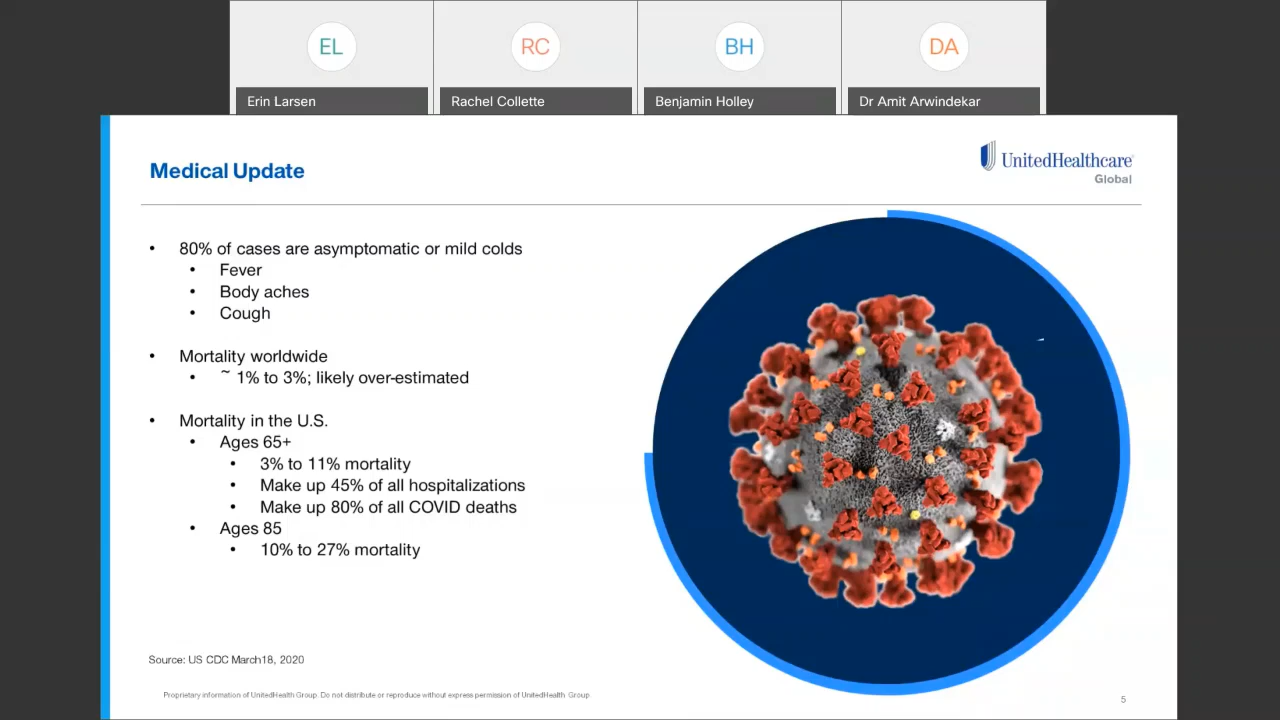 EL
RC
BH
DA
Erin Larsen
Rachel Collette
Benjamin Holley
Dr Amit Arwindekar
Medical Update
UnitedHealthcare
Global
• 80% of cases are asymptomatic or mild colds
• Fever
• Body aches
• Cough
• Mortality worldwide
• ~ 1% to 3%; likely over-estimated
• Mortality in the U.S.
• Ages 65+
• 3% to 11% mortality
• Make up 45% of all hospitalizations
• Make up 80% of all COVID deaths
• Ages 85
• 10% to 27% mortality
Source: US CDC March18, 2020
Proprietary information of UnitedHealth Group. Do not distribute or reproduce without express permission of UnitedHealth Group.
5